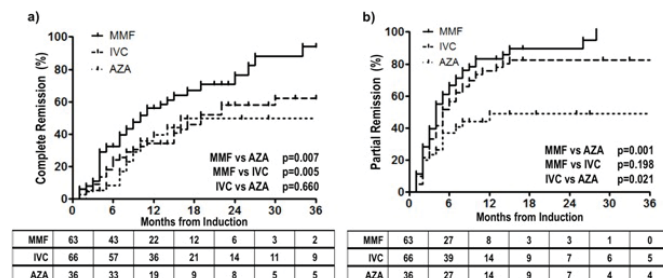 a)
MMF
IVC
AZA
Complete Remission (%)
100
80
60
40
20
0
MMF vs AZA p=0.007
MMF vs IVC p=0.005
IVC vs AZA p=0.660
0 6 12 18 24 30 36
Months from Induction
MMF 63 43 22 12 6 3 2
IVC 66 57 36 21 14 11 9
AZA 36 33 19 9 8 5 5
b)
MMF
IVC
AZA
Partial Remission (%)
100
80
60
40
20
0
MMF vs AZA p=0.001
MMF vs IVC p=0.198
IVC vs AZA p=0.021
0 6 12 18 24 30 36
Months from Induction
MMF 63 27 8 3 3 1 0
IVC 66 39 14 9 7 6 5
AZA 36 27 14 9 7 4 4